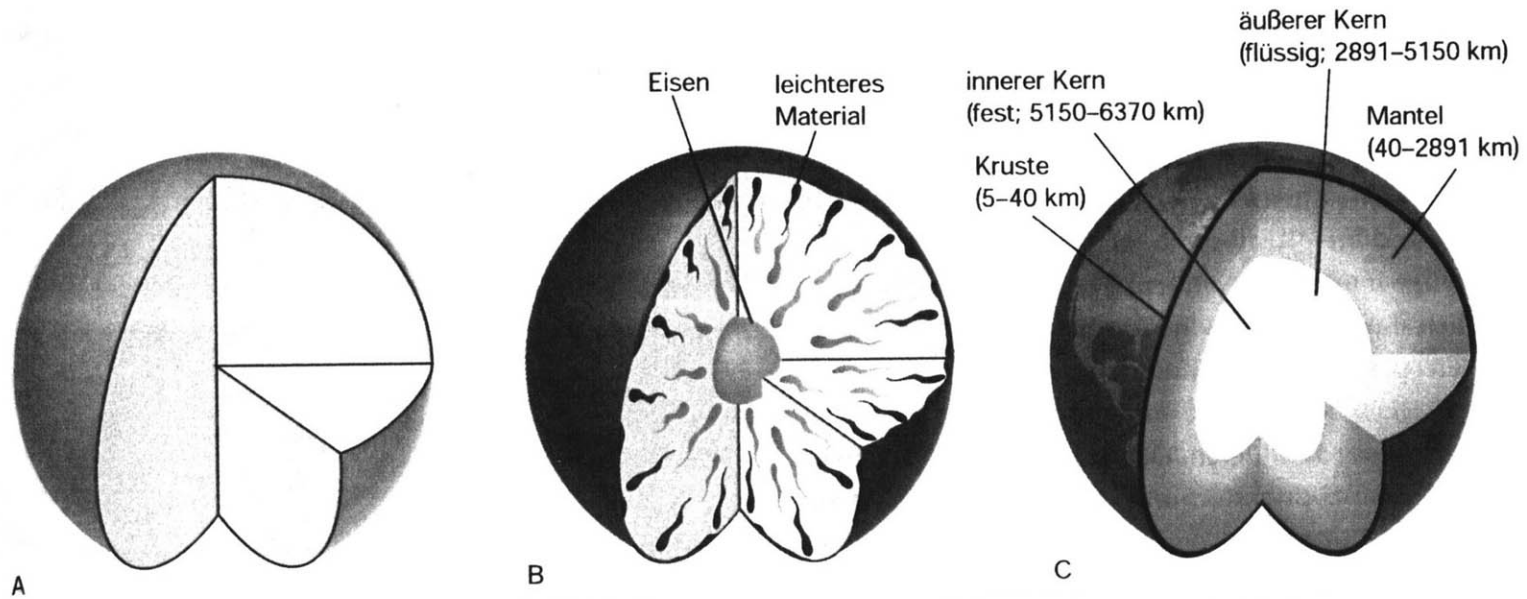 Eisen
leichteres
Material
innerer Kern
(fest; 5150–6370 km)
äußerer Kern
(flüssig; 2891–5150 km)
Mantel
(40–2891 km)
Kruste
(5–40 km)
A
B
C